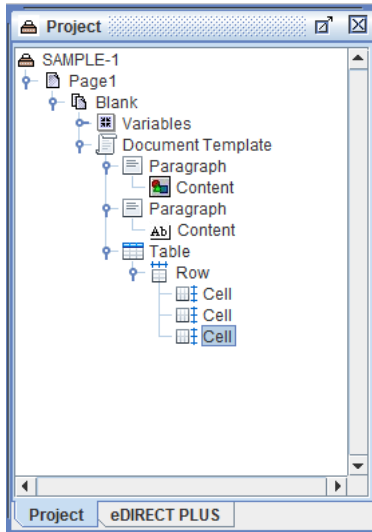 Project
SAMPLE-1
Page1
Blank
Variables
Document Template
Paragraph
Content
Paragraph
Ab Content
Table
Row
Cell
Cell
Cell
Project eDIRECT PLUS